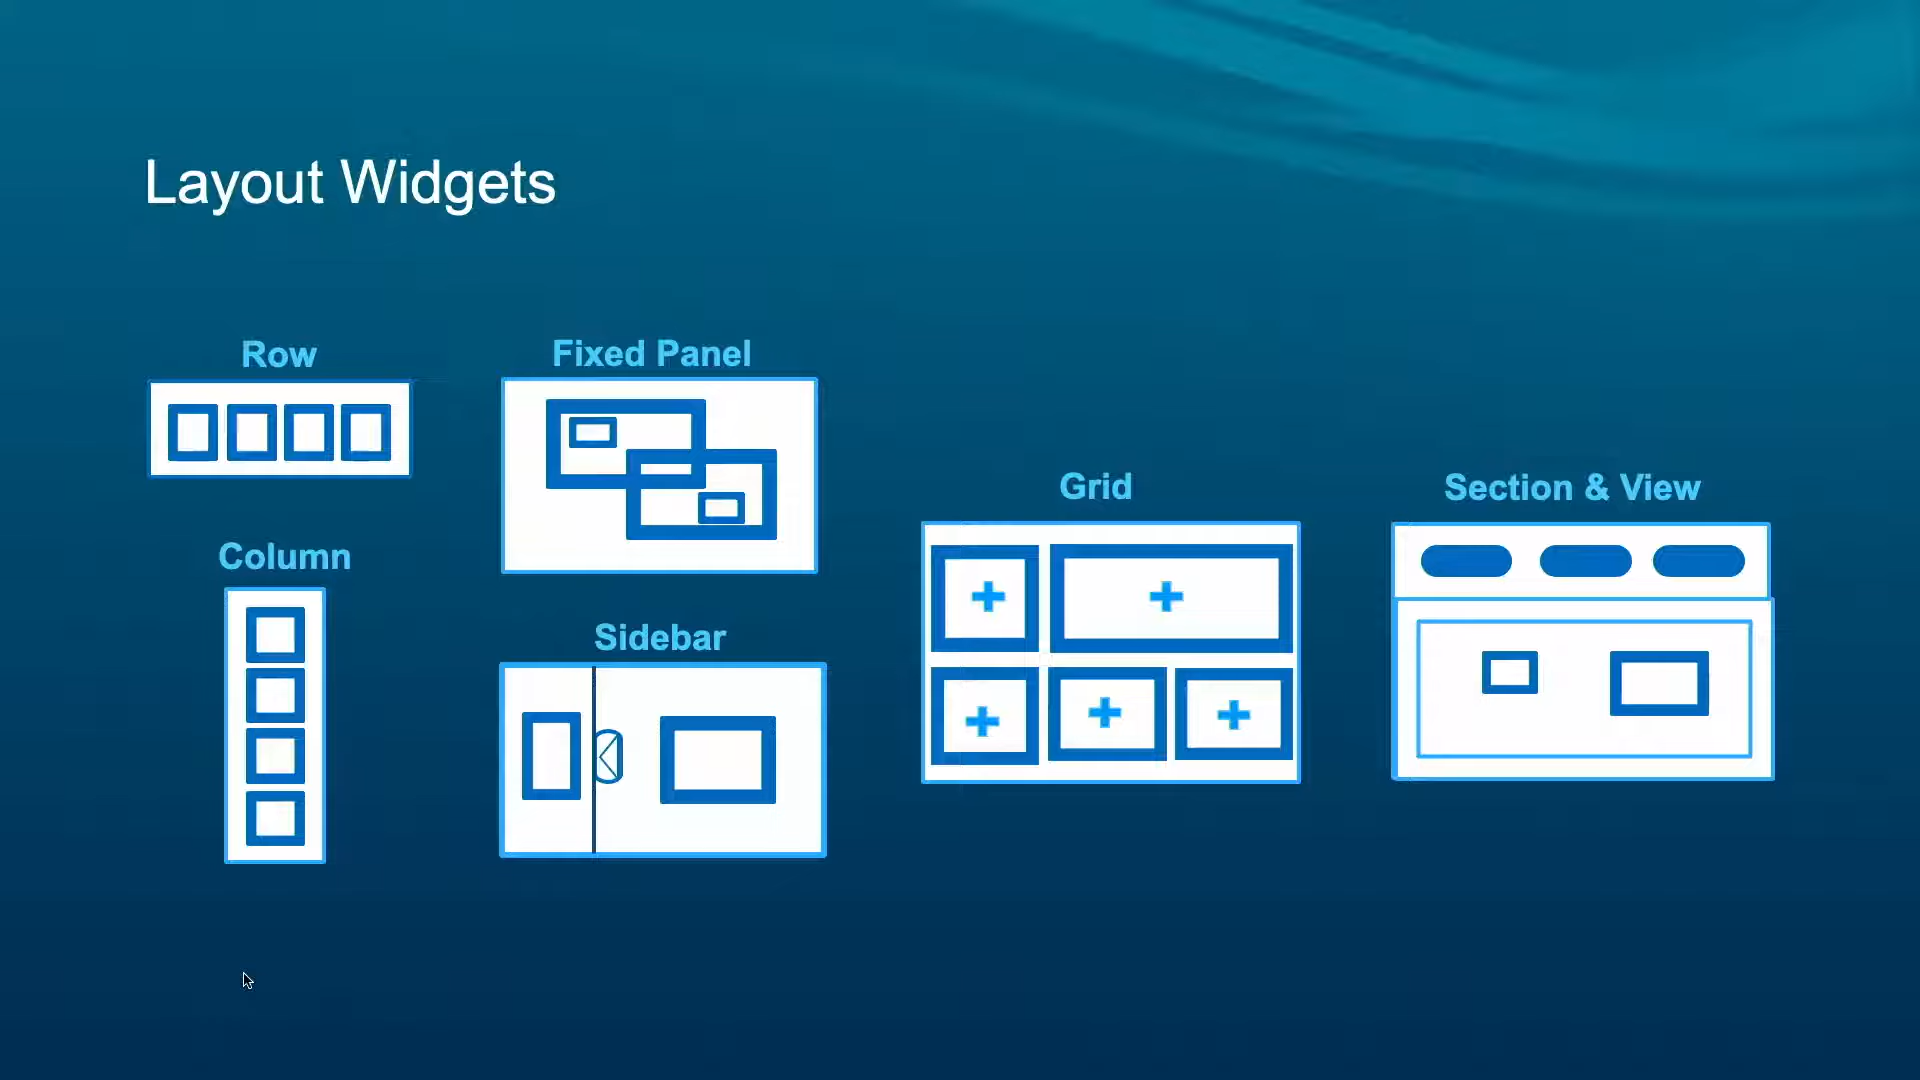 Layout Widgets
Row
Fixed Panel
Grid
Section & View
Column
Sidebar